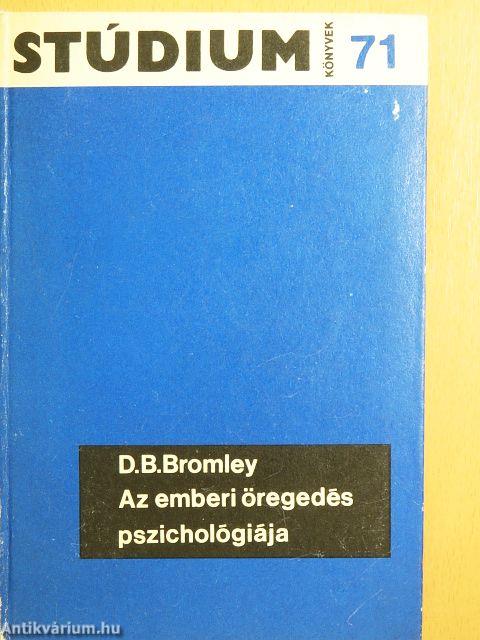 STÚDIUM
KÖNYVEK
71
D.B.Bromley
Az emberi öregedés
pszichológiája
Antikvárium.hu